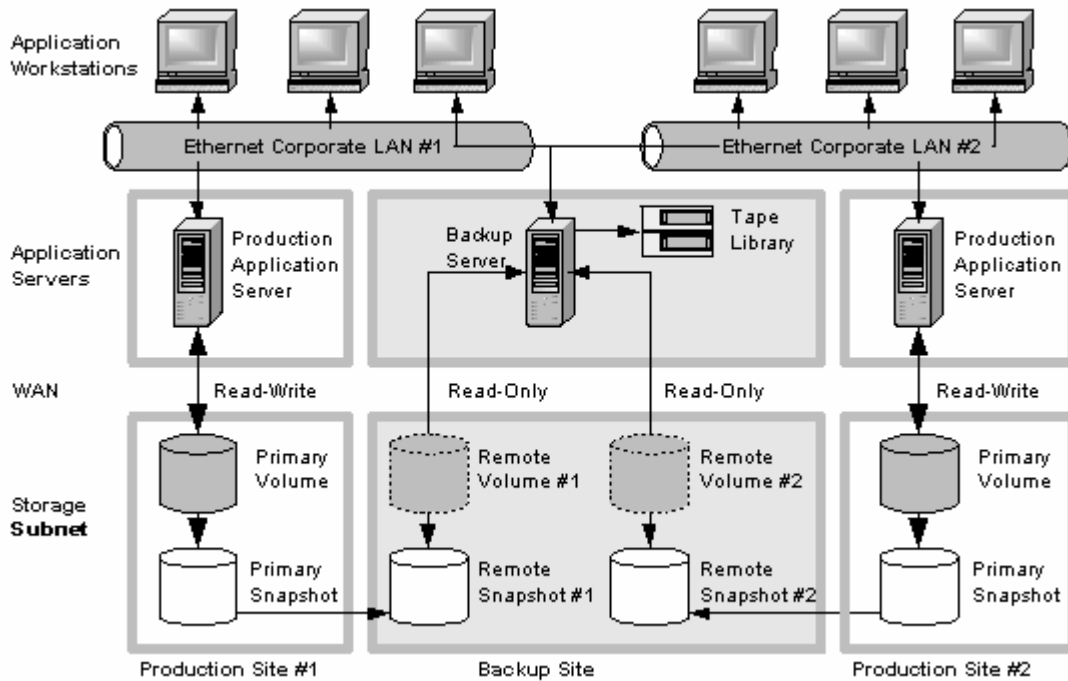 Application
Workstations
Ethernet Corporate LAN #1
Ethernet Corporate LAN #2
Application
Servers
Production
Application
Server
Backup
Server
Tape
Library
Production
Application
Server
WAN
Read-Write
Read-Only
Read-Only
Read-Write
Storage
Subnet
Primary
Volume
Remote
Volume #1
Remote
Volume #2
Primary
Volume
Primary
Snapshot
Remote
Snapshot #1
Remote
Snapshot #2
Primary
Snapshot
Production Site #1
Backup Site
Production Site #2